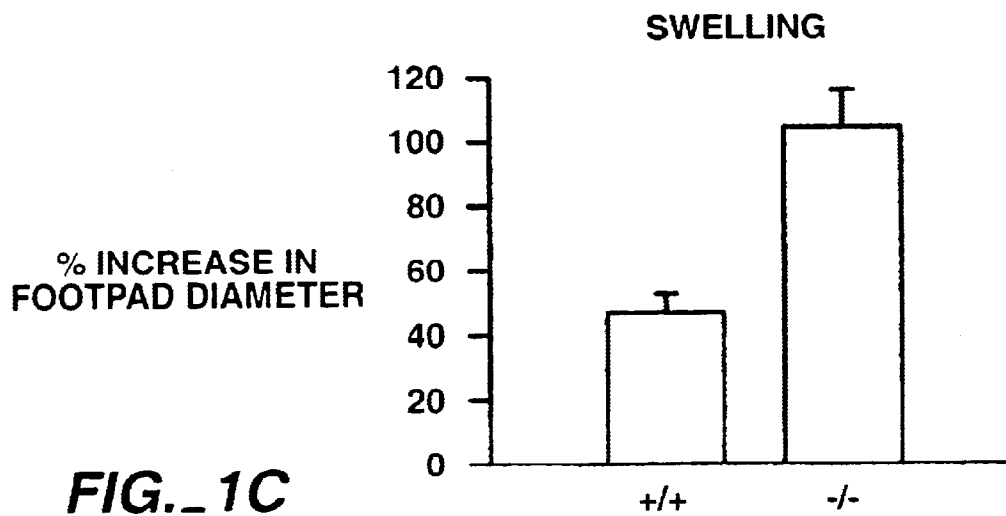 SWELLING
120
100
80
60
40
20
0
% INCREASE IN
FOOTPAD DIAMETER
+/+
-/-
FIG._1C